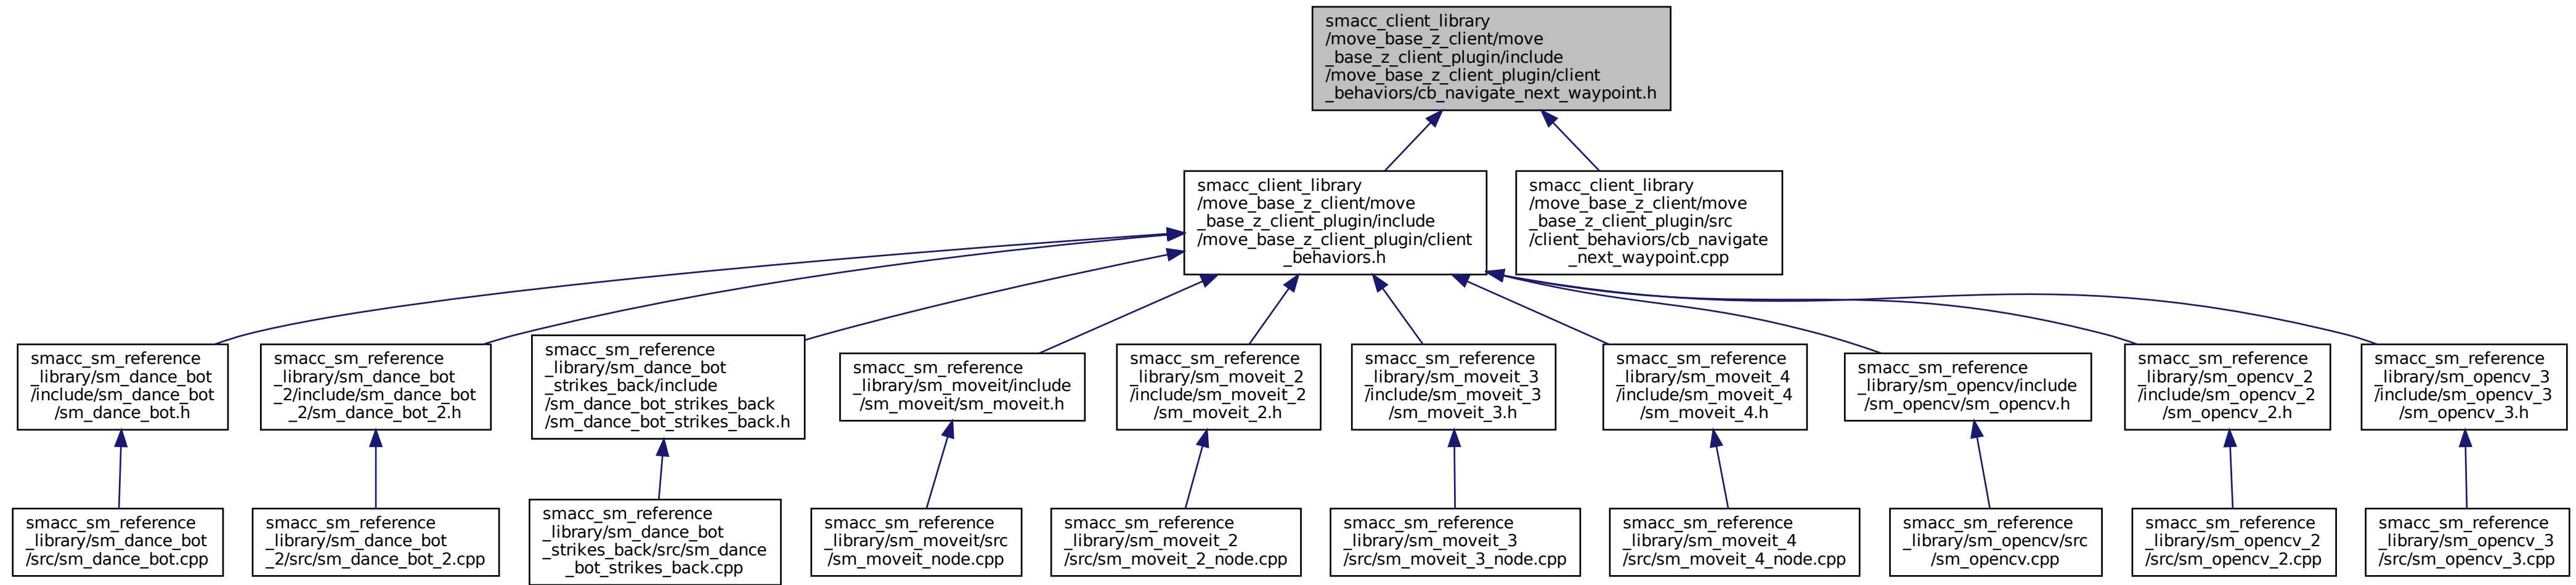 smacc_client_library
/move_base_z_client/move
_base_z_client_plugin/include
/move_base_z_client_plugin/client
_behaviors/cb_navigate_next_waypoint.h
smacc_client_library
/move_base_z_client/move
_base_z_client_plugin/include
/move_base_z_client_plugin/client
_behaviors.h
smacc_client_library
/move_base_z_client/move
_base_z_client_plugin/src
/client_behaviors/cb_navigate
_next_waypoint.cpp
smacc_sm_reference
_library/sm_dance_bot
/include/sm_dance_bot
/sm_dance_bot.h
smacc_sm_reference
_library/sm_dance_bot
_2/include/sm_dance_bot
_2/sm_dance_bot_2.h
smacc_sm_reference
_library/sm_dance_bot
_strikes_back/include
/sm_dance_bot_strikes_back
/sm_dance_bot_strikes_back.h
smacc_sm_reference
_library/sm_moveit/include
/sm_moveit/sm_moveit.h
smacc_sm_reference
_library/sm_moveit_2
/include/sm_moveit_2
/sm_moveit_2.h
smacc_sm_reference
_library/sm_moveit_3
/include/sm_moveit_3
/sm_moveit_3.h
smacc_sm_reference
_library/sm_moveit_4
/include/sm_moveit_4
/sm_moveit_4.h
smacc_sm_reference
_library/sm_opencv/include
/sm_opencv/sm_opencv.h
smacc_sm_reference
_library/sm_opencv_2
/include/sm_opencv_2
/sm_opencv_2.h
smacc_sm_reference
_library/sm_opencv_3
/include/sm_opencv_3
/sm_opencv_3.h
smacc_sm_reference
_library/sm_dance_bot
/src/sm_dance_bot.cpp
smacc_sm_reference
_library/sm_dance_bot
_2/src/sm_dance_bot_2.cpp
smacc_sm_reference
_library/sm_dance_bot
_strikes_back/src/sm_dance
_bot_strikes_back.cpp
smacc_sm_reference
_library/sm_moveit/src
/sm_moveit_node.cpp
smacc_sm_reference
_library/sm_moveit_2
/src/sm_moveit_2_node.cpp
smacc_sm_reference
_library/sm_moveit_3
/src/sm_moveit_3_node.cpp
smacc_sm_reference
_library/sm_moveit_4
/src/sm_moveit_4_node.cpp
smacc_sm_reference
_library/sm_opencv/src
/sm_opencv.cpp
smacc_sm_reference
_library/sm_opencv_2
/src/sm_opencv_2.cpp
smacc_sm_reference
_library/sm_opencv_3
/src/sm_opencv_3.cpp